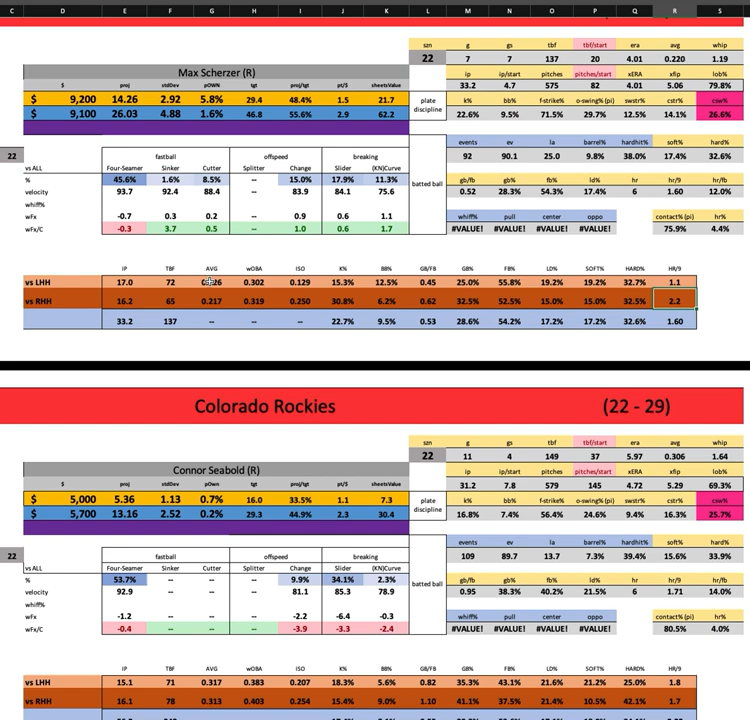 C D E F G H I J K L M N O P Q R S
szn g gs tbf tbf/start era avg whip
22 7 7 137 20 4.01 0.220 1.19
Max Scherzer (R) ip ip/start pitches pitches/start xERA xfip lob%
$ proj stdDev pOWN tgt proj/tgt pt/$ sheetsValue 33.2 4.7 575 82 4.01 5.06 79.8%
$ 9,200 14.26 2.92 5.8% 29.4 48.4% 1.5 21.7 plate discipline k% bb% f-strike% o-swing% (pi) swstr% cstr% csw%
$ 9,100 26.03 4.88 1.6% 46.8 55.6% 2.9 62.2 22.6% 9.5% 71.5% 29.7% 12.5% 14.1% 26.6%
events ev la barrel% hardhit% soft% hard%
22 fastball offspeed breaking 92 90.1 25.0 9.8% 38.0% 17.4% 32.6%
vs ALL Four-Seamer Sinker Cutter Splitter Change Slider (KN)Curve
% 45.6% 1.6% 8.5% -- 15.0% 17.9% 11.3% batted ball gb/fb gb% fb% ld% hr hr/9 hr/fb
velocity 93.7 92.4 88.4 -- 83.9 84.1 75.6 0.52 28.3% 54.3% 17.4% 6 1.60 12.0%
whiff%
wFx -0.7 0.3 0.2 -- 0.9 0.6 1.1 whiff% pull center oppo contact% (pi) hr%
wFx/C -0.3 3.7 0.5 -- 1.0 0.6 1.7 #VALUE! #VALUE! #VALUE! #VALUE! 75.9% 4.4%
IP TBF AVG wOBA ISO K% BB% GB/FB GB% FB% LD% SOFT% HARD% HR/9
vs LHH 17.0 72 0.302 0.129 15.3% 12.5% 0.45 25.0% 55.8% 19.2% 19.2% 32.7% 1.1
vs RHH 16.2 65 0.217 0.319 0.250 30.8% 6.2% 0.62 32.5% 52.5% 15.0% 15.0% 32.5% 2.2
33.2 137 -- -- -- 22.7% 9.5% 0.53 28.6% 54.2% 17.2% 17.2% 32.6% 1.60
Colorado Rockies (22 - 29)
szn g gs tbf tbf/start era avg whip
22 11 4 149 37 5.97 0.306 1.64
Connor Seabold (R) ip ip/start pitches pitches/start xERA xfip lob%
$ proj stdDev pOwn tgt proj/tgt pt/$ sheetsValue 31.2 7.8 579 145 4.72 5.29 69.3%
$ 5,000 5.36 1.13 0.7% 16.0 33.5% 1.1 7.3 plate discipline k% bb% f-strike% o-swing% (pi) swstr% cstr% csw%
$ 5,700 13.16 2.52 0.2% 29.3 44.9% 2.3 30.4 16.8% 7.4% 56.4% 24.6% 9.4% 16.3% 25.7%
events ev la barrel% hardhit% soft% hard%
22 fastball offspeed breaking 109 89.7 13.7 7.3% 39.4% 15.6% 33.9%
vs ALL Four-Seamer Sinker Cutter Splitter Change Slider (KN)Curve
% 53.7% -- -- -- 9.9% 34.1% 2.3% batted ball gb/fb gb% fb% ld% hr hr/9 hr/fb
velocity 92.9 -- -- -- 81.1 85.3 78.9 0.95 38.3% 40.2% 21.5% 6 1.71 14.0%
whiff%
wFx -1.2 -- -- -- -2.2 -6.4 -0.3 whiff% pull center oppo contact% (pi) hr%
wFx/C -0.4 -- -- -- -3.9 -3.3 -2.4 #VALUE! #VALUE! #VALUE! #VALUE! 80.5% 4.0%
IP TBF AVG wOBA ISO K% BB% GB/FB GB% FB% LD% SOFT% HARD% HR/9
vs LHH 15.1 71 0.317 0.383 0.207 18.3% 5.6% 0.82 35.3% 43.1% 21.6% 21.2% 25.0% 1.8
vs RHH 16.1 78 0.313 0.403 0.254 15.4% 9.0% 1.10 41.1% 37.5% 21.4% 10.5% 42.1% 1.7